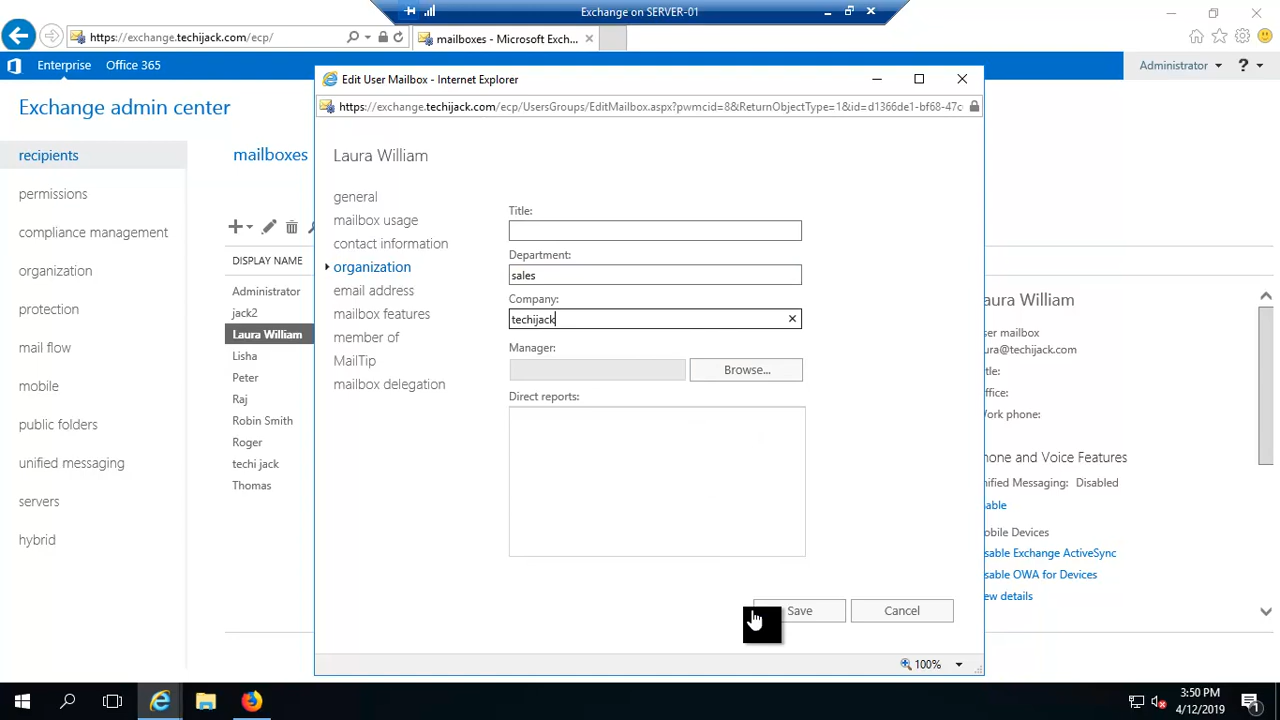 Exchange on SERVER-01
https://exchange.techijack.com/ecp/
mailboxes - Microsoft Exch...
Enterprise
Office 365
Administrator
?
Exchange admin center
recipients
permissions
compliance management
organization
protection
mail flow
mobile
public folders
unified messaging
servers
hybrid
mailboxes
DISPLAY NAME
Administrator
jack2
Laura William
Lisha
Peter
Raj
Robin Smith
Roger
techi jack
Thomas
Edit User Mailbox - Internet Explorer
https://exchange.techijack.com/ecp/UsersGroups/EditMailbox.aspx?pwmcid=8&ReturnObjectType=1&id=d1366de1-bf68-47c
Laura William
general
mailbox usage
contact information
organization
email address
mailbox features
member of
MailTip
mailbox delegation
Title:
Department:
sales
Company:
techijack
Manager:
Browse...
Direct reports:
Save
Cancel
100%
aura William
ser mailbox
ura@techijack.com
itle:
ffice:
ork phone:
hone and Voice Features
nified Messaging: Disabled
able
obile Devices
sable Exchange ActiveSync
sable OWA for Devices
ew details
3:50 PM
4/12/2019
1